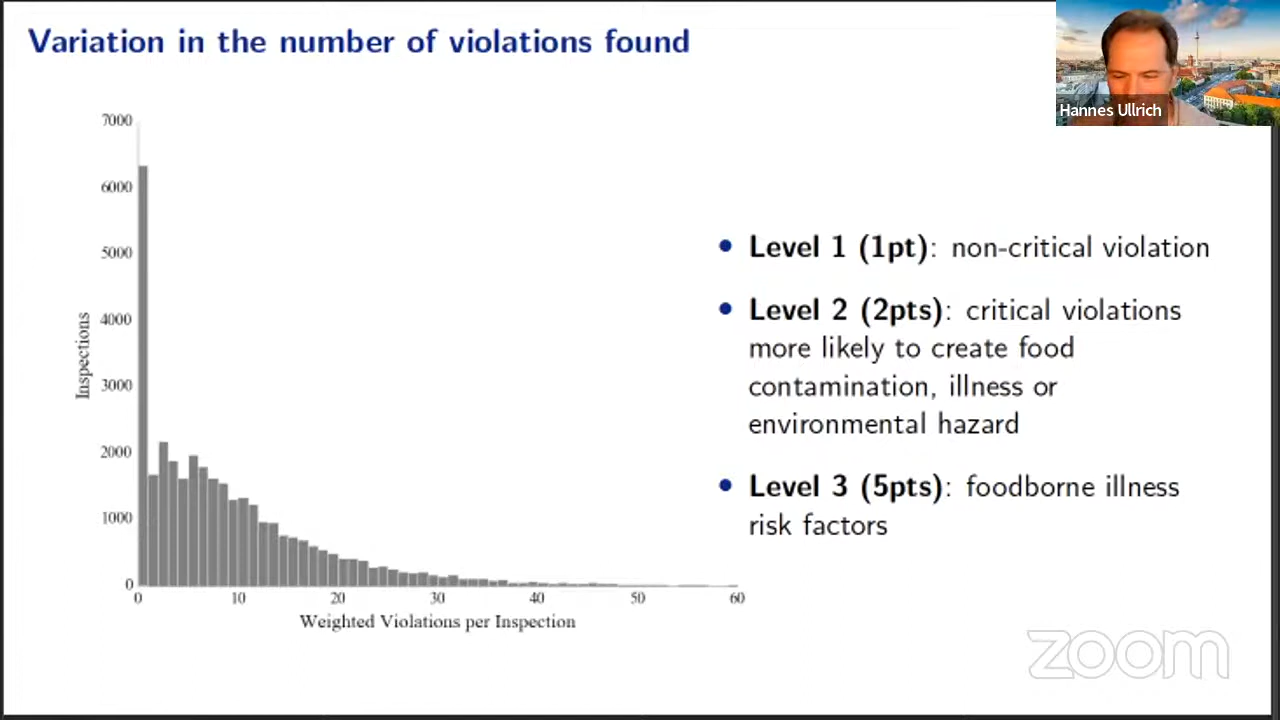 Variation in the number of violations found
Hannes Ullrich
7000
6000
5000
4000
3000
2000
1000
0
Inspections
0 10 20 30 40 50 60
Weighted Violations per Inspection
• Level 1 (1pt): non-critical violation
• Level 2 (2pts): critical violations
more likely to create food
contamination, illness or
environmental hazard
• Level 3 (5pts): foodborne illness
risk factors
zoom